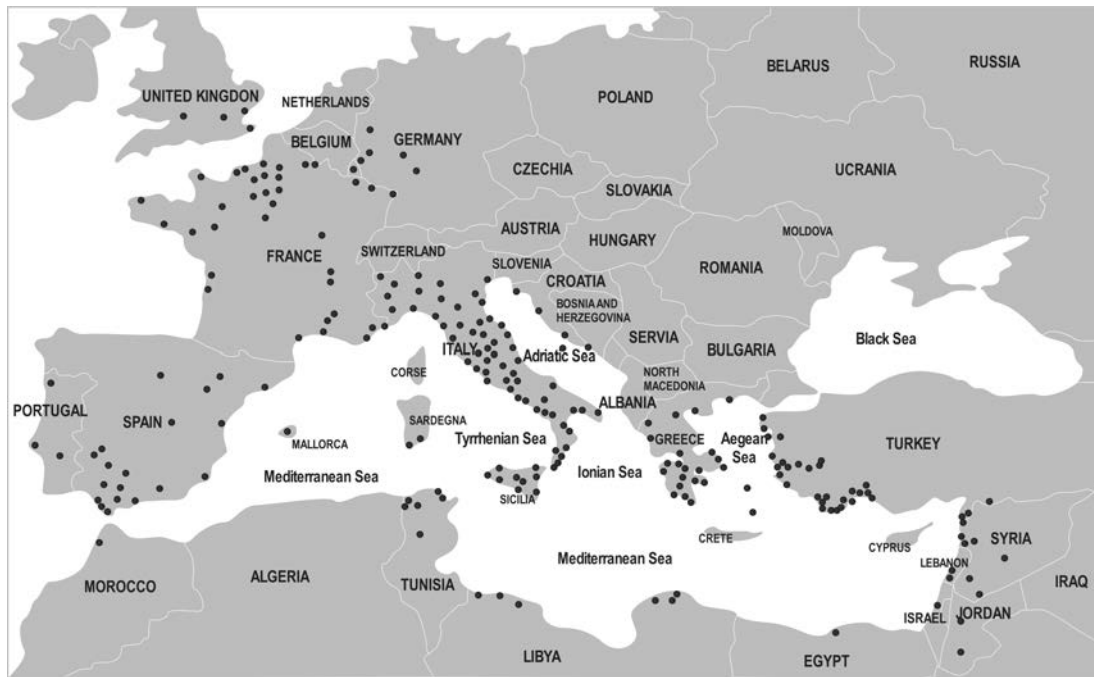 RUSSIA
BELARUS
UNITED KINGDON
NETHERLANDS
POLAND
BELGIUM
GERMANY
CZECHIA
UCRANIA
SLOVAKIA
AUSTRIA
MOLDOVA
HUNGARY
FRANCE
SWITZERLAND
SLOVENIA
ROMANIA
CROATIA
BOSNIA AND
HERZEGOVINA
SERVIA
Black Sea
ITALY
Adriatic Sea
BULGARIA
CORSE
NORTH
MACEDONIA
ALBANIA
PORTUGAL
SPAIN
SARDEGNA
MALLORCA
Tyrrhenian Sea
GREECE
Aegean
Sea
TURKEY
Mediterranean Sea
Ionian Sea
SICILIA
CRETE
CYPRUS
SYRIA
Mediterranean Sea
LEBANON
MOROCCO
ALGERIA
TUNISIA
IRAQ
ISRAEL
JORDAN
LIBYA
EGYPT